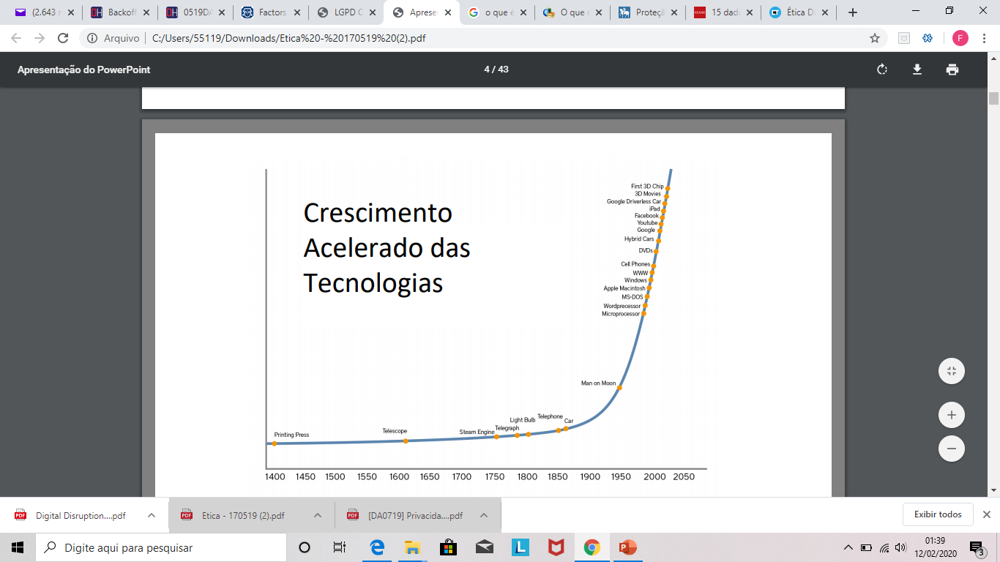 (2.643 m
Backoff
0519DA
Factors
LGPD C
Aprese
o que é
O que é
Proteçã
15 dado
Ética Di
Arquivo
C:/Users/55119/Downloads/Etica%20-%20170519%20(2).pdf
F
Apresentação do PowerPoint
4 / 43
Crescimento
Acelerado das
Tecnologias
First 3D Chip
3D Movies
Google Driverless Car
iPad
Facebook
Youtube
Google
Hybrid Cars
DVDs
Cell Phones
WWW
Windows
Apple Macintosh
MS-DOS
Wordprecessor
Microprocessor
Man on Moon
Car
Telephone
Light Bulb
Telegraph
Steam Engine
Telescope
Printing Press
1400 1450 1500 1550 1600 1650 1700 1750 1800 1850 1900 1950 2000 2050
Digital Disruption....pdf
Etica - 170519 (2).pdf
[DA0719] Privacida....pdf
Exibir todos
Digite aqui para pesquisar
01:39
12/02/2020
3